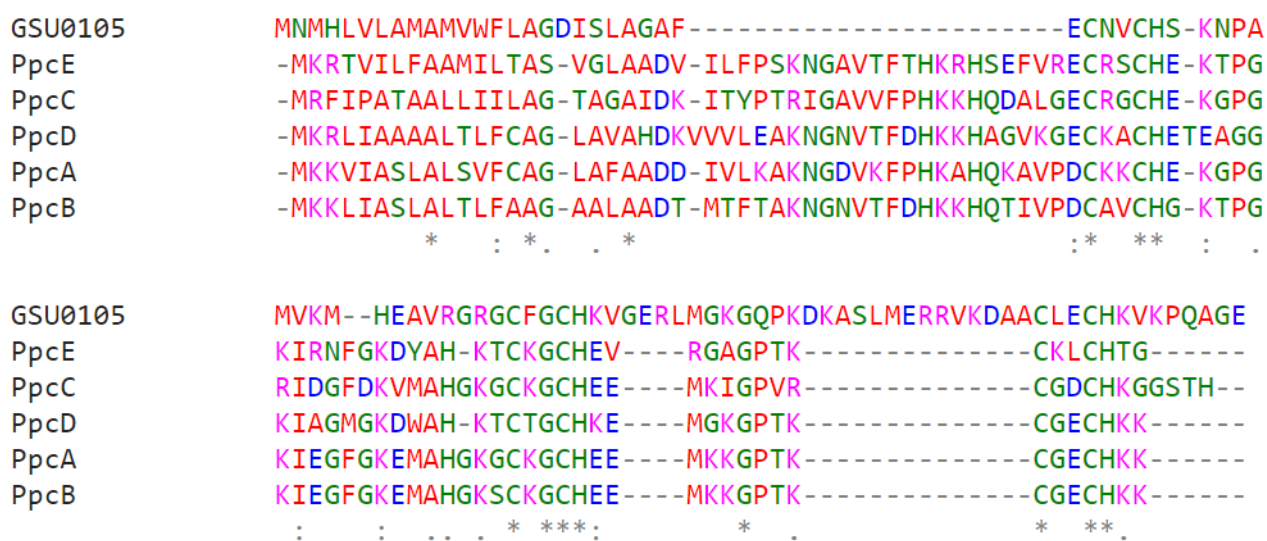 GSU0105 MNMHLVLAMAMVWFLAGDISLAGAF-----------------------ECNVCHS-KNPA
PpcE -MKRTVILFAAMILTAS-VGLAADV-ILFPSKNGAVTFTHKRHSEFVRECRSCHE-KTPG
PpcC -MRFIPATAALLIILAG-TAGAIDK-ITYPTRIGAVVFPHKKHQDALGECRGCHE-KGPG
PpcD -MKRLIAAAALTLFCAG-LAVAHDKVVVLEAKNGNVTFDHKKHAGVKGECKACHETEAGG
PpcA -MKKVIASLALSVFCAG-LAFAADD-IVLKAKNGDVKFPHKAHQKAVPDCKKCHE-KGPG
PpcB -MKKLIASLALTLFAAG-AALAADT-MTFTAKNGNVTFDHKKHQTIVPDCAVCHG-KTPG
* : *. . * :* ** : .
GSU0105 MVKM--HEAVRGRGCFGCHKVGERLMGKGQPKDKASLMERRVKDAACLECHKVKPQAGE
PpcE KIRNFGKDYAH-KTCKGCHEV----RGAGPTK--------------CKLCHTG------
PpcC RIDGFDKVMAHGKGCKGCHEE----MKIGPVR--------------CGDCHKGGSTH--
PpcD KIAGMGKDWAH-KTCTGCHKE----MGKGPTK--------------CGECHKK------
PpcA KIEGFGKEMAHGKGCKGCHEE----MKKGPTK--------------CGECHKK------
PpcB KIEGFGKEMAHGKSCKGCHEE----MKKGPTK--------------CGECHKK------
: : .. . * ***: * . * **.